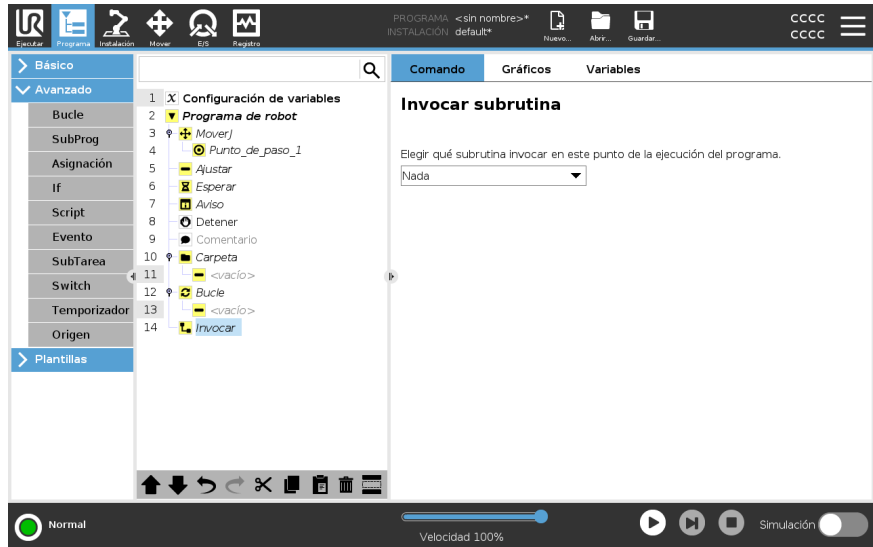 UR
Ejecutar
Programa
Instalación
Mover
E/S
Registro
PROGRAMA <sin nombre>*
INSTALACIÓN default*
Nuevo...
Abrir...
Guardar...
cccc
cccc
Básico
Avanzado
Bucle
SubProg
Asignación
If
Script
Evento
SubTarea
Switch
Temporizador
Origen
Plantillas
1 X Configuración de variables
2 Programa de robot
3 MoverJ
4 Punto_de_paso_1
5 Ajustar
6 Esperar
7 Aviso
8 Detener
9 Comentario
10 Carpeta
11 <vacío>
12 Bucle
13 <vacío>
14 Invocar
Comando Gráficos Variables
Invocar subrutina
Elegir qué subrutina invocar en este punto de la ejecución del programa.
Nada
Normal
Velocidad 100%
Simulación